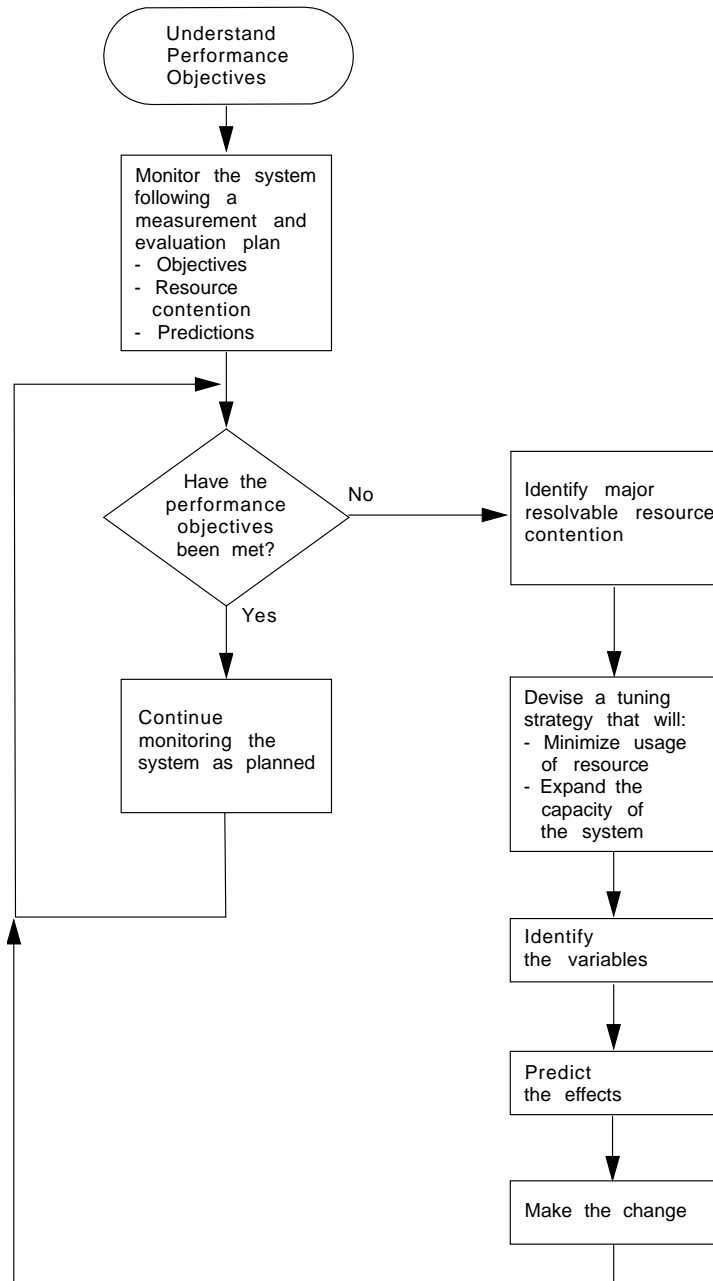 Understand
Performance
Objectives
Monitor the system
following a
measurement and
evaluation plan
- Objectives
- Resource
contention
- Predictions
Have the
performance
objectives
been met?
No
Yes
Continue
monitoring the
system as planned
Identify major
resolvable resource
contention
Devise a tuning
strategy that will:
- Minimize usage
of resource
- Expand the
capacity of
the system
Identify
the variables
Predict
the effects
Make the change